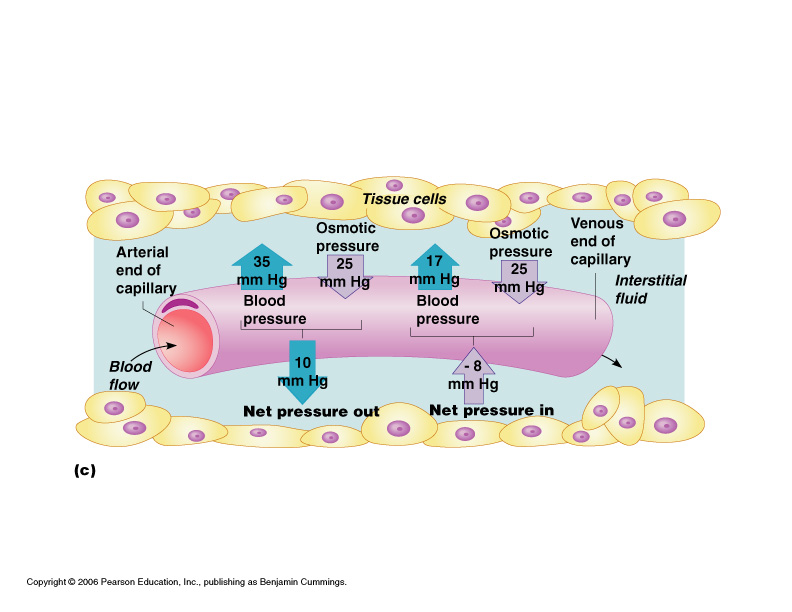 Tissue cells
Arterial
end of
capillary
35
mm Hg
Blood
pressure
Osmotic
pressure
25
mm Hg
17
mm Hg
Blood
pressure
Osmotic
pressure
25
mm Hg
Venous
end of
capillary
Interstitial
fluid
Blood
flow
10
mm Hg
Net pressure out
- 8
mm Hg
Net pressure in
(c)
Copyright © 2006 Pearson Education, Inc., publishing as Benjamin Cummings.